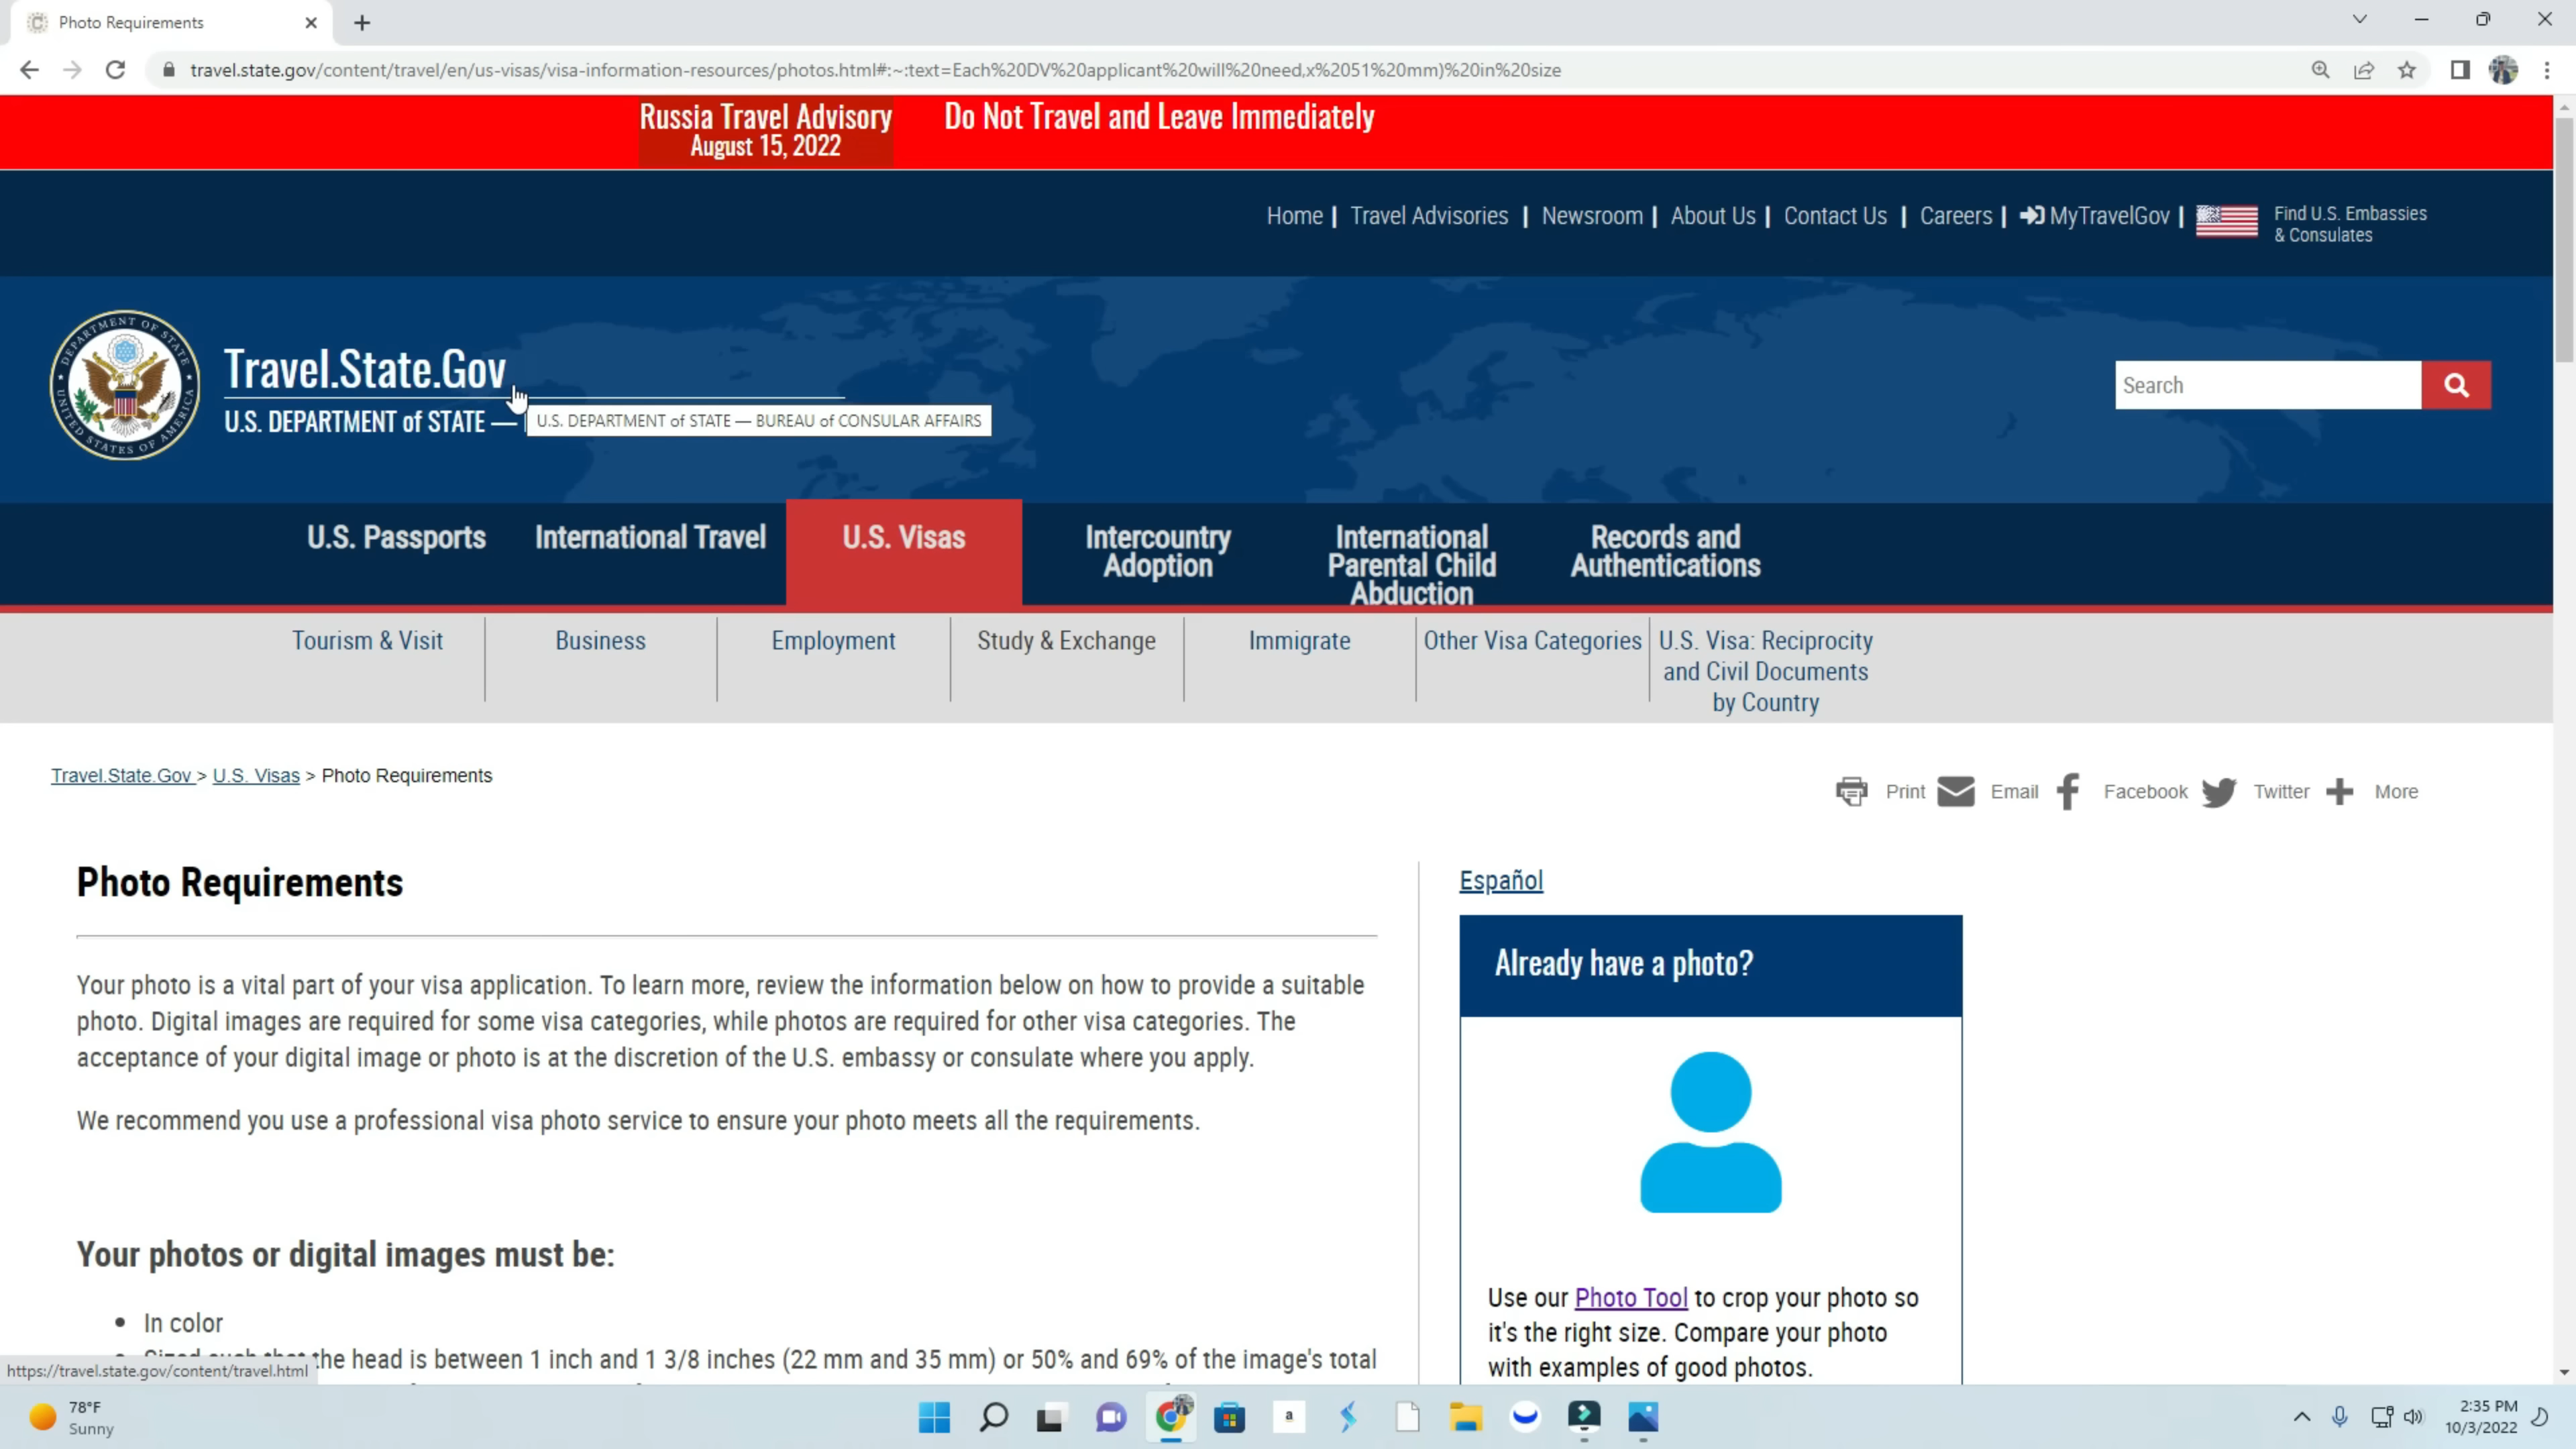 Photo Requirements
travel.state.gov/content/travel/en/us-visas/visa-information-resources/photos.html#:~:text=Each%20DV%20applicant%20will%20need,x%2051%20mm)%20in%20size
Russia Travel Advisory
August 15, 2022
Do Not Travel and Leave Immediately
Home | Travel Advisories | Newsroom | About Us | Contact Us | Careers | MyTravelGov |
Find U.S. Embassies
& Consulates
DEPARTMENT OF STATE
UNITED STATES OF AMERICA
Travel.State.Gov
U.S. DEPARTMENT of STATE —
U.S. DEPARTMENT of STATE — BUREAU of CONSULAR AFFAIRS
Search
U.S. Passports
International Travel
U.S. Visas
Intercountry
Adoption
International
Parental Child
Abduction
Records and
Authentications
Tourism & Visit
Business
Employment
Study & Exchange
Immigrate
Other Visa Categories
U.S. Visa: Reciprocity
and Civil Documents
by Country
Travel.State.Gov > U.S. Visas > Photo Requirements
Print
Email
Facebook
Twitter
More
Photo Requirements
Your photo is a vital part of your visa application. To learn more, review the information below on how to provide a suitable
photo. Digital images are required for some visa categories, while photos are required for other visa categories. The
acceptance of your digital image or photo is at the discretion of the U.S. embassy or consulate where you apply.
We recommend you use a professional visa photo service to ensure your photo meets all the requirements.
Your photos or digital images must be:
• In color
• Sized such that the head is between 1 inch and 1 3/8 inches (22 mm and 35 mm) or 50% and 69% of the image's total
Español
Already have a photo?
Use our Photo Tool to crop your photo so
it's the right size. Compare your photo
with examples of good photos.
https://travel.state.gov/content/travel.html
78°F
Sunny
a
2:35 PM
10/3/2022